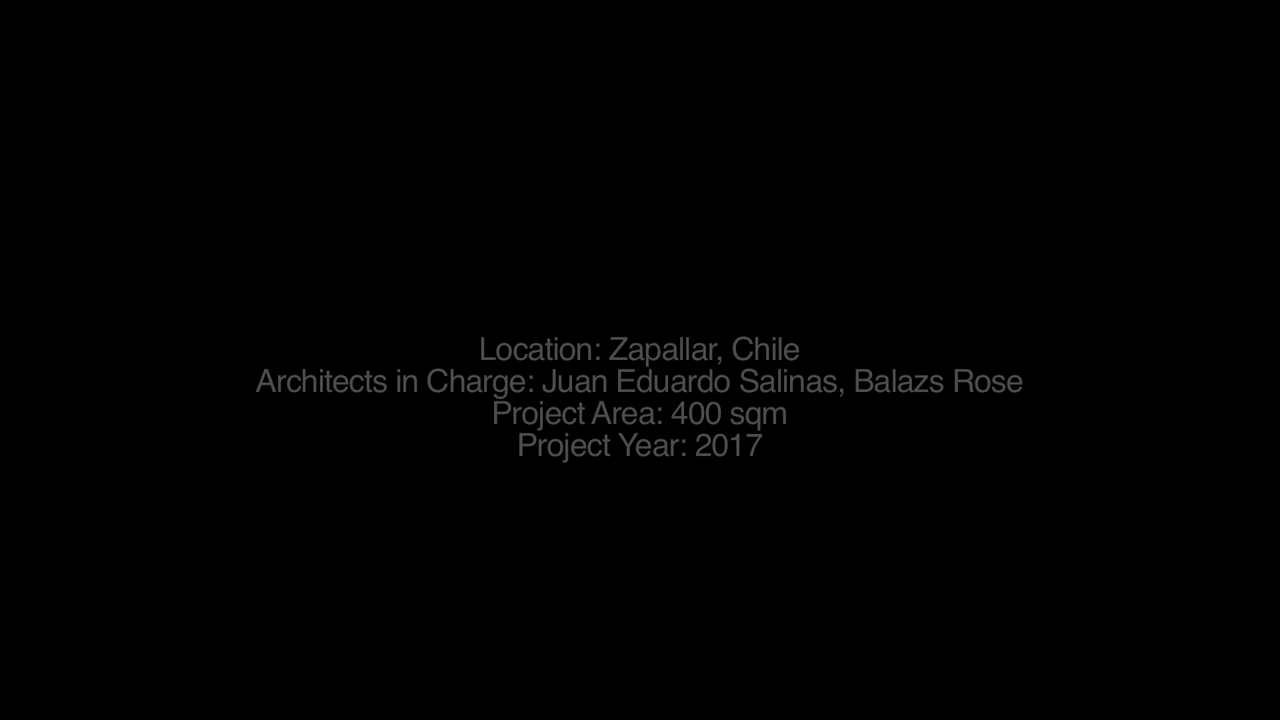 Location: Zapallar, Chile
Architects in Charge: Juan Eduardo Salinas, Balazs Rose
Project Area: 400 sqm
Project Year: 2017